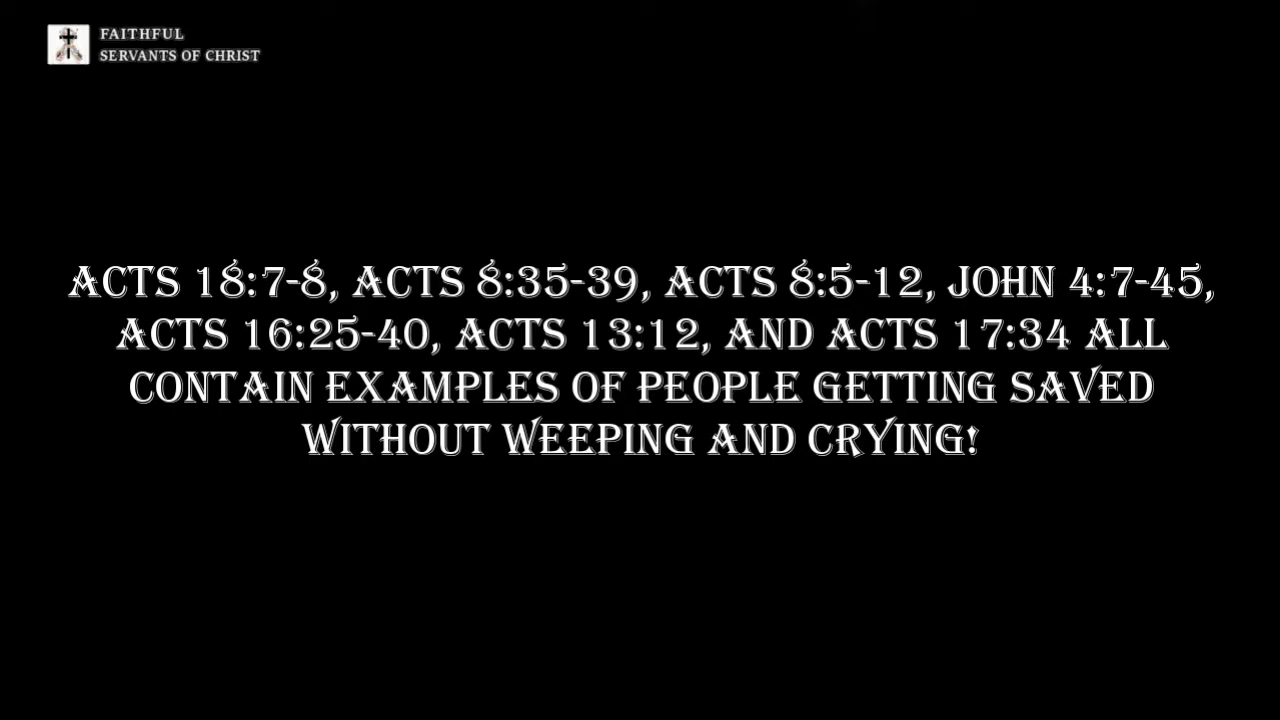 FAITHFUL
SERVANTS OF CHRIST
ACTS 18:7-8, ACTS 8:35-39, ACTS 8:5-12, JOHN 4:7-45,
ACTS 16:25-40, ACTS 13:12, AND ACTS 17:34 ALL
CONTAIN EXAMPLES OF PEOPLE GETTING SAVED
WITHOUT WEEPING AND CRYING!